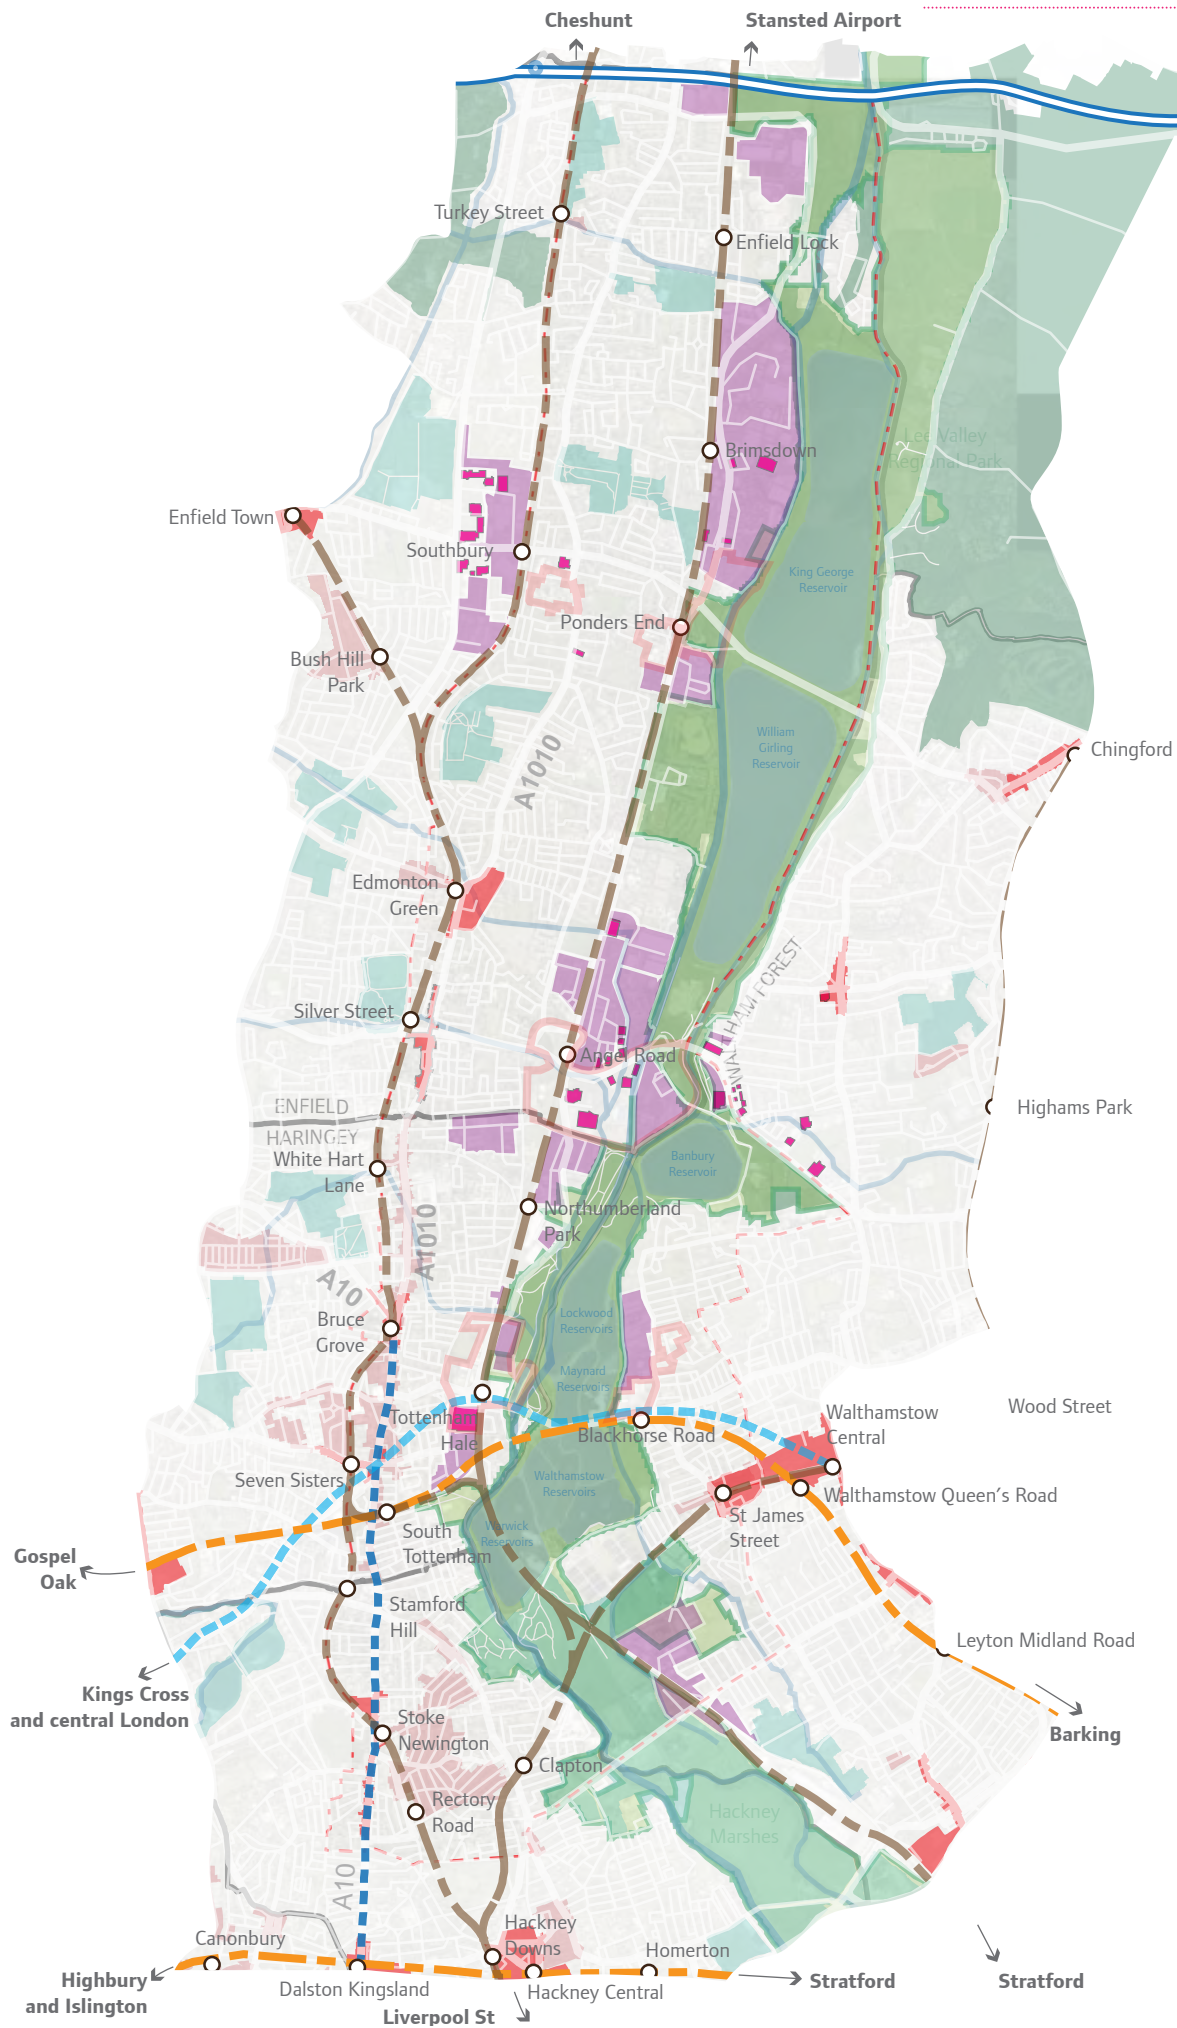 Cheshunt
Stansted Airport
Turkey Street
Enfield Lock
Lee Valley
Regional Park
Brimsdown
Enfield Town
Southbury
King George
Reservoir
Ponders End
Bush Hill
Park
William
Girling
Reservoir
A1010
Chingford
Edmonton
Green
WALTHAM FOREST
Silver Street
Angel Road
ENFIELD
HARINGEY
Highams Park
White Hart
Lane
Banbury
Reservoir
Northumberland
Park
A1010
A10
Bruce
Grove
Lockwood
Reservoirs
Maynard
Reservoirs
Tottenham
Hale
Blackhorse Road
Walthamstow
Central
Wood Street
Seven Sisters
Walthamstow
Reservoirs
Walthamstow Queen's Road
St James
Street
South
Tottenham
Warwick
Reservoirs
Gospel
Oak
Stamford
Hill
Leyton Midland Road
Kings Cross
and central London
Barking
Stoke
Newington
Clapton
Rectory
Road
Hackney
Marshes
A10
Canonbury
Hackney
Downs
Homerton
Highbury
and Islington
Dalston Kingsland
Hackney Central
Stratford
Stratford
Liverpool St